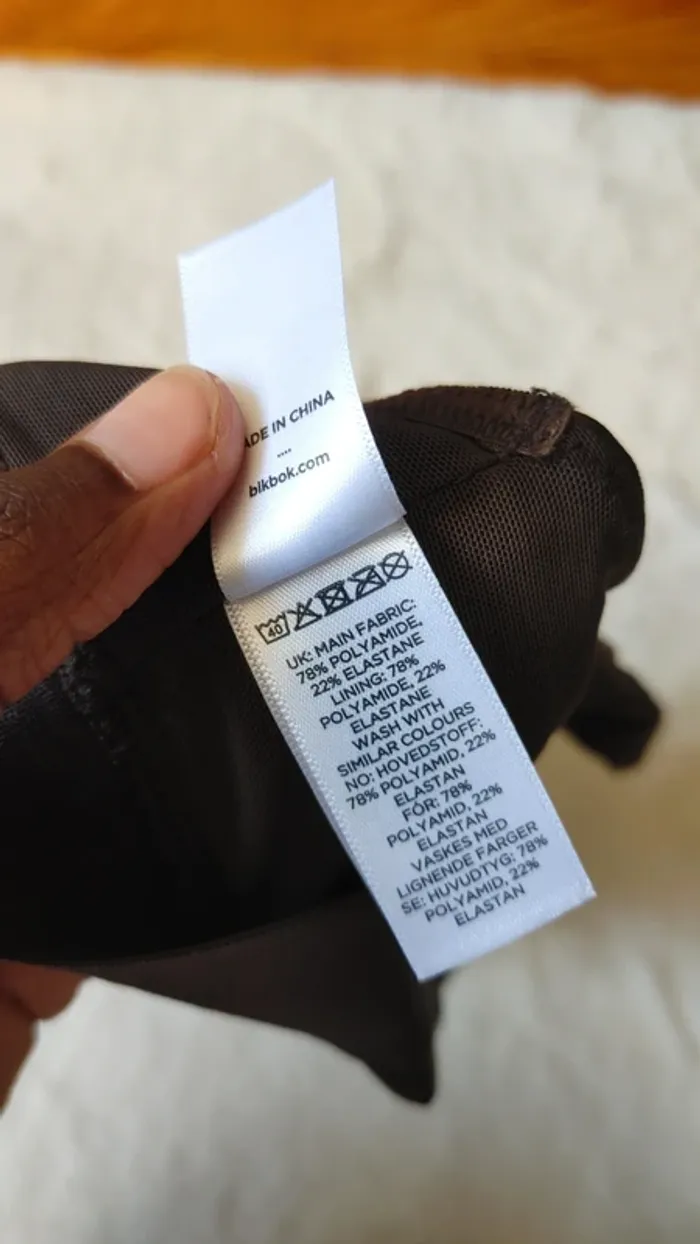 ADE IN CHINA
....
bikbok.com
40
UK: MAIN FABRIC:
78% POLYAMIDE,
22% ELASTANE
LINING: 78%
POLYAMIDE, 22%
ELASTANE
WASH WITH
SIMILAR COLOURS
NO: HOVEDSTOFF:
78% POLYAMID, 22%
ELASTAN
FÓR: 78%
POLYAMID, 22%
ELASTAN
VASKES MED
LIGNENDE FARGER
SE: HUVUDTYG: 78%
POLYAMID, 22%
ELASTAN